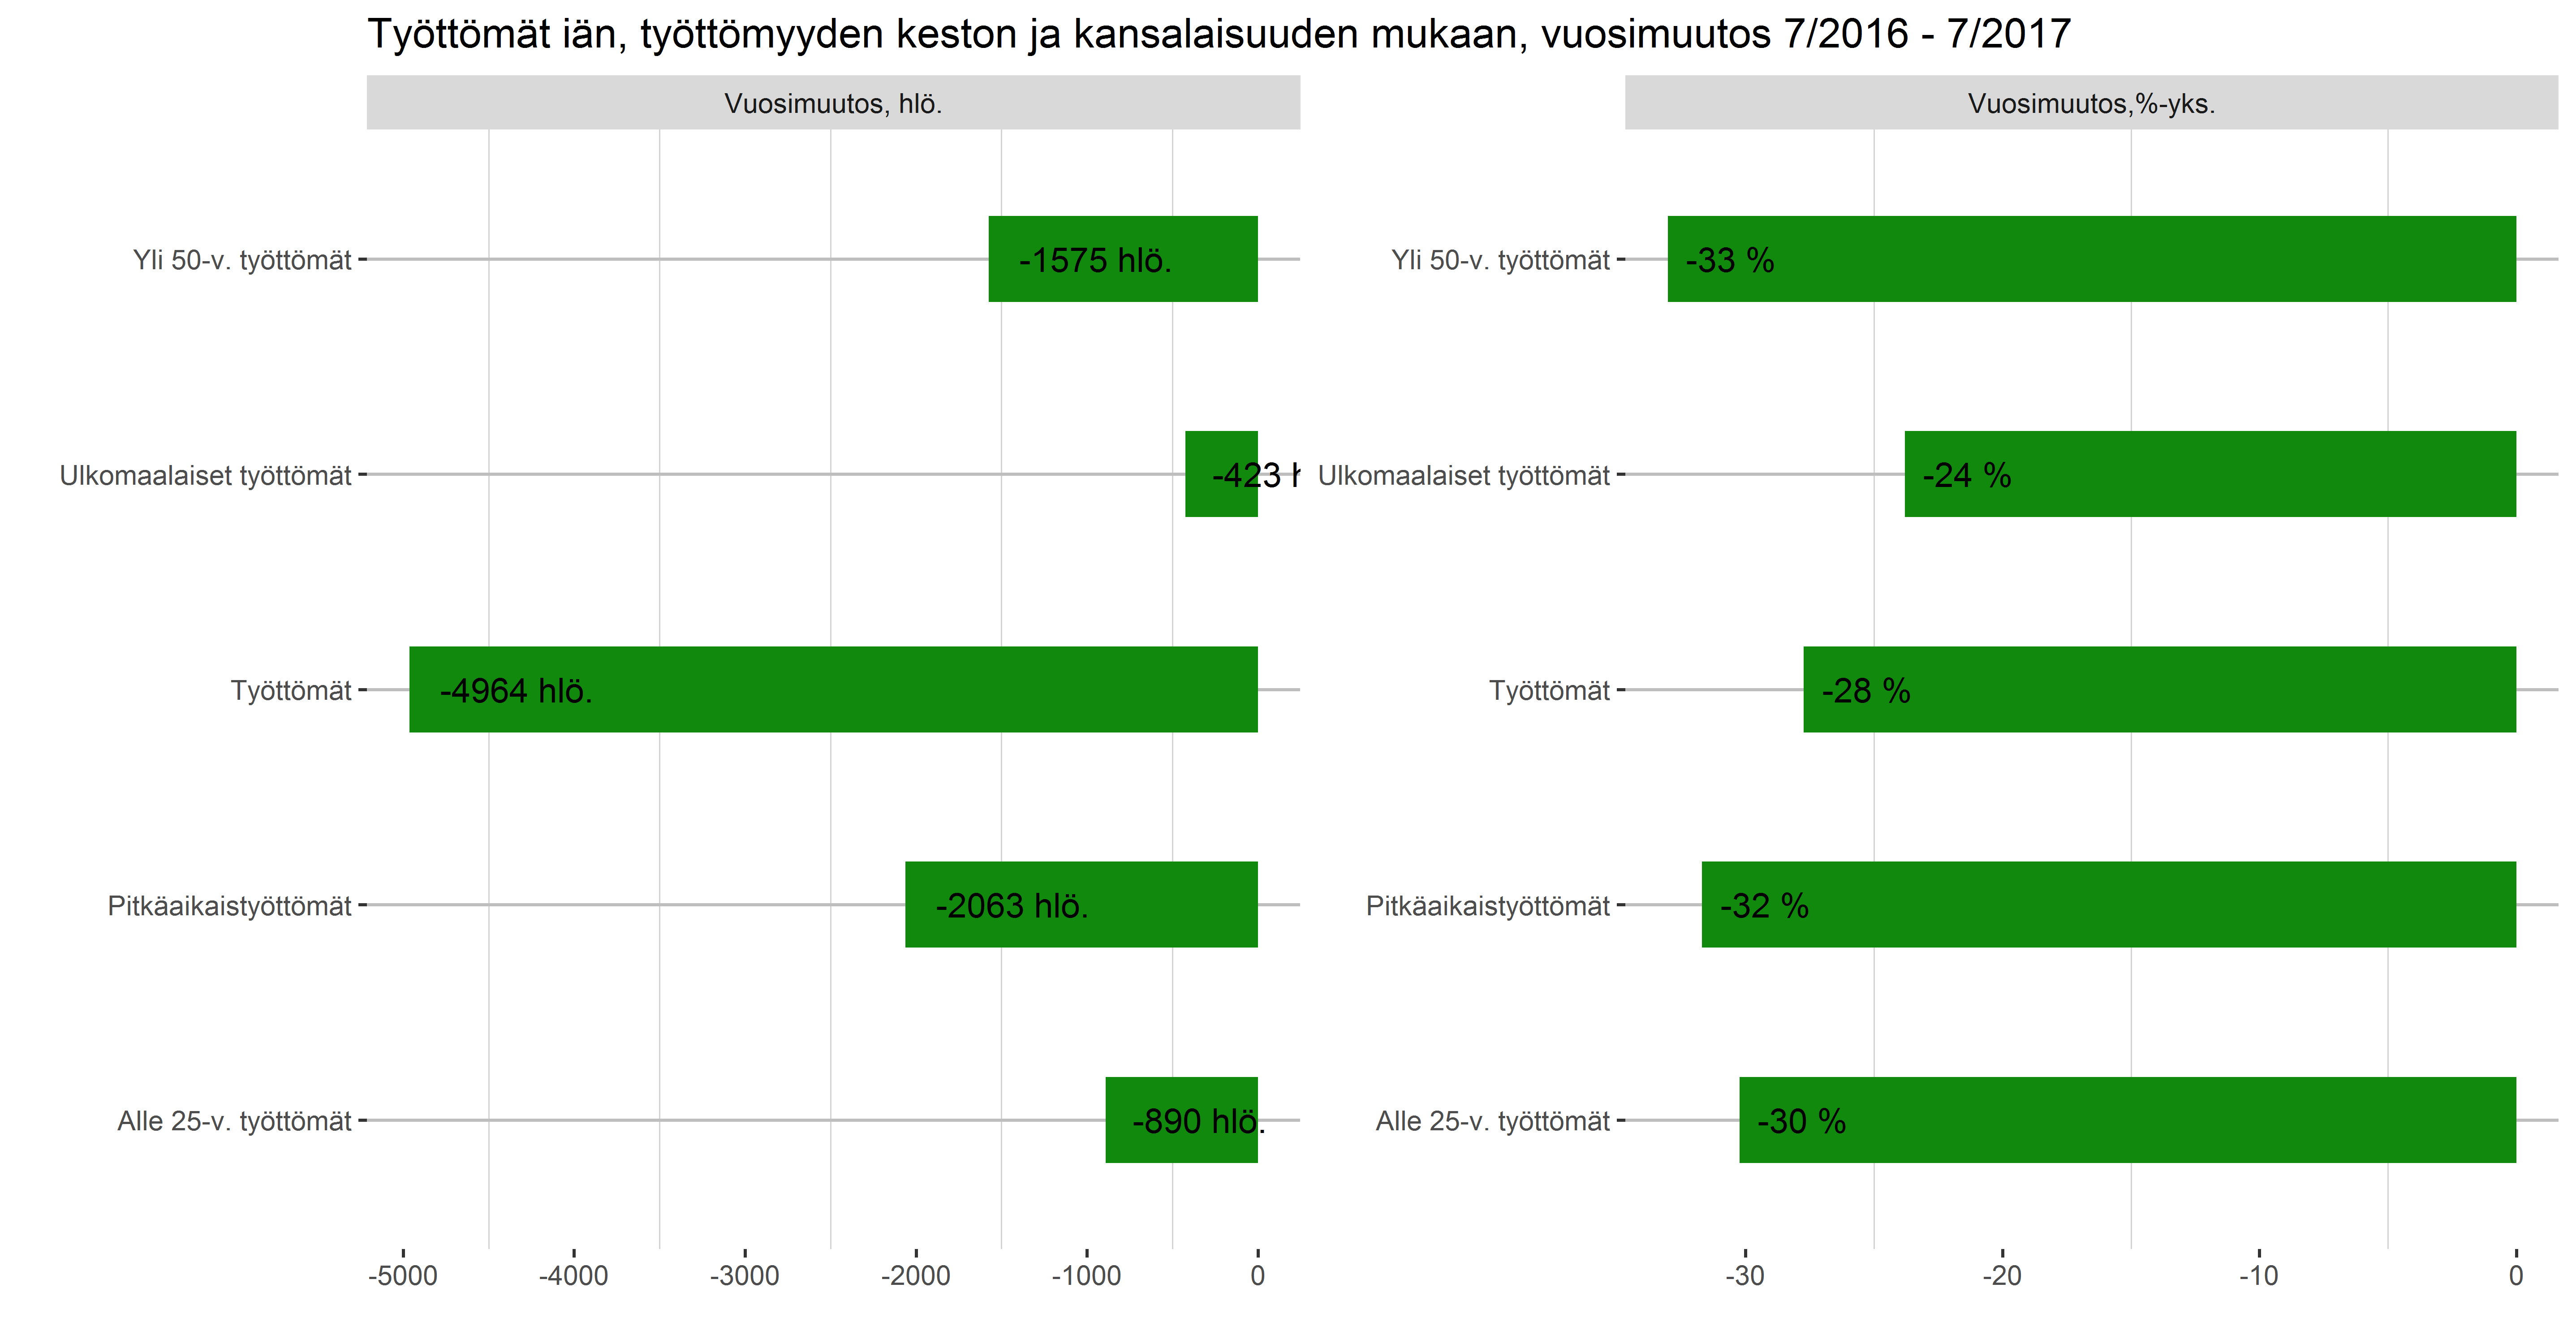 Työttömät iän, työttömyyden keston ja kansalaisuuden mukaan, vuosimuutos 7/2016 - 7/2017
Vuosimuutos, hlö.
Yli 50-v. työttömät
-1575 hlö.
Ulkomaalaiset työttömät
-423
Työttömät
-4964 hlö.
Pitkäaikaistyöttömät
-2063 hlö.
Alle 25-v. työttömät
-890 hlö.
-5000 -4000 -3000 -2000 -1000 0
Vuosimuutos,%-yks.
Yli 50-v. työttömät
-33 %
Ulkomaalaiset työttömät
-24 %
Työttömät
-28 %
Pitkäaikaistyöttömät
-32 %
Alle 25-v. työttömät
-30 %
-30 -20 -10 0